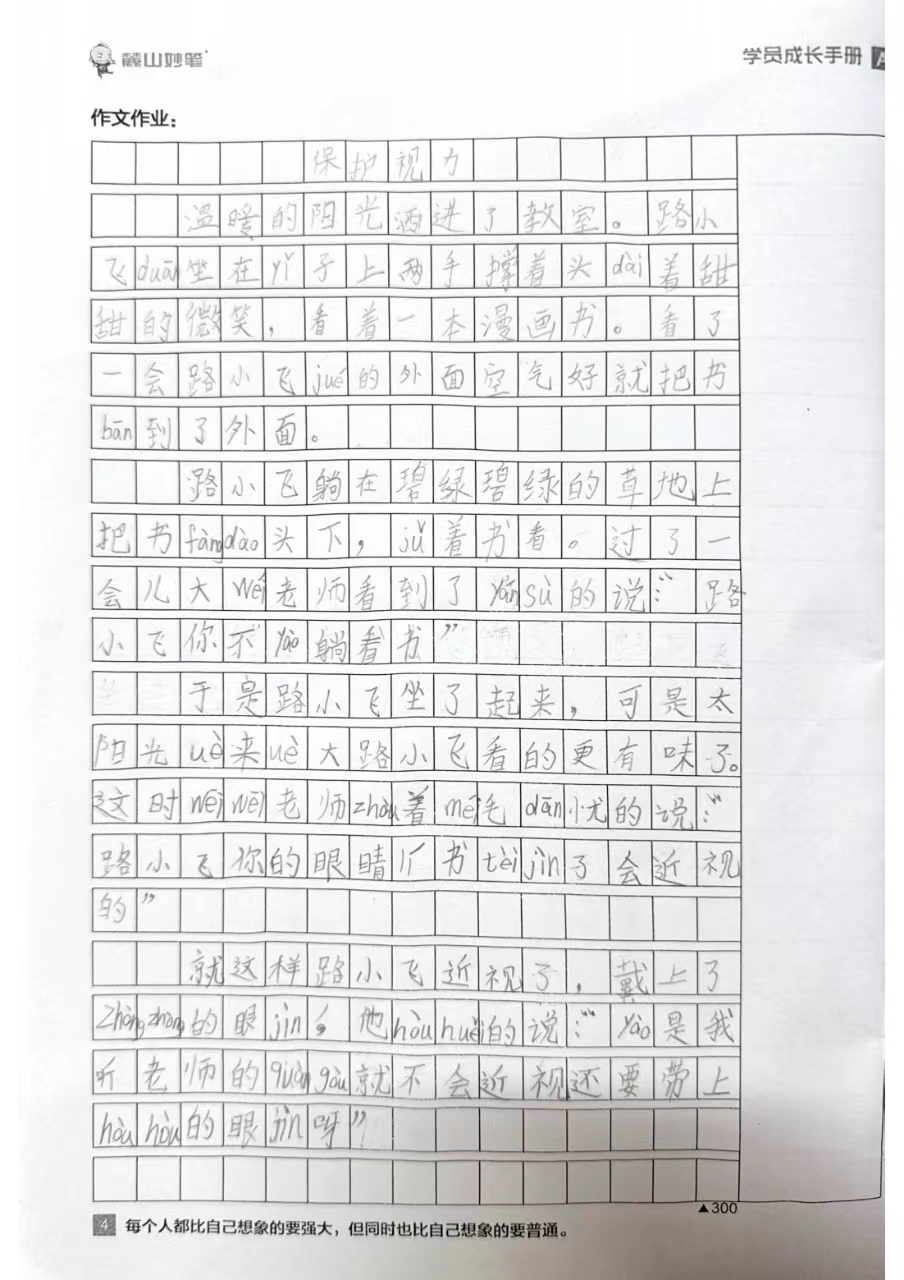 麓山妙笔
学员成长手册 A
作文作业：
保护视力
温暖的阳光洒进了教室。路小
飞duān坐在yǐ子上两手撑着头dài着甜
甜的微笑，看着一本漫画书。看了
一会路小飞jué的外面空气好就把书
bān到了外面。
路小飞躺在碧绿碧绿的草地上
把书fàngdào头下，jǔ着书看。过了一
会儿大wěi老师看到了yánsù的说：“路
小飞你不yào躺看书”
于是路小飞坐了起来，可是太
阳光uè来uè大路小飞看的更有味了。
这时wěiwěi老师zhòu着méi毛dān忧的说：“
路小飞你的眼睛介书tèijìn了会近视
的”
就这样路小飞近视了，戴上了
zhòngzhòng的眼jìn，他hòuhuěi的说：“yào是我
听老师的quàngàu就不会近视还要带上
hòuhòu的眼jìn呀”
▲300
4 每个人都比自己想象的要强大，但同时也比自己想象的要普通。